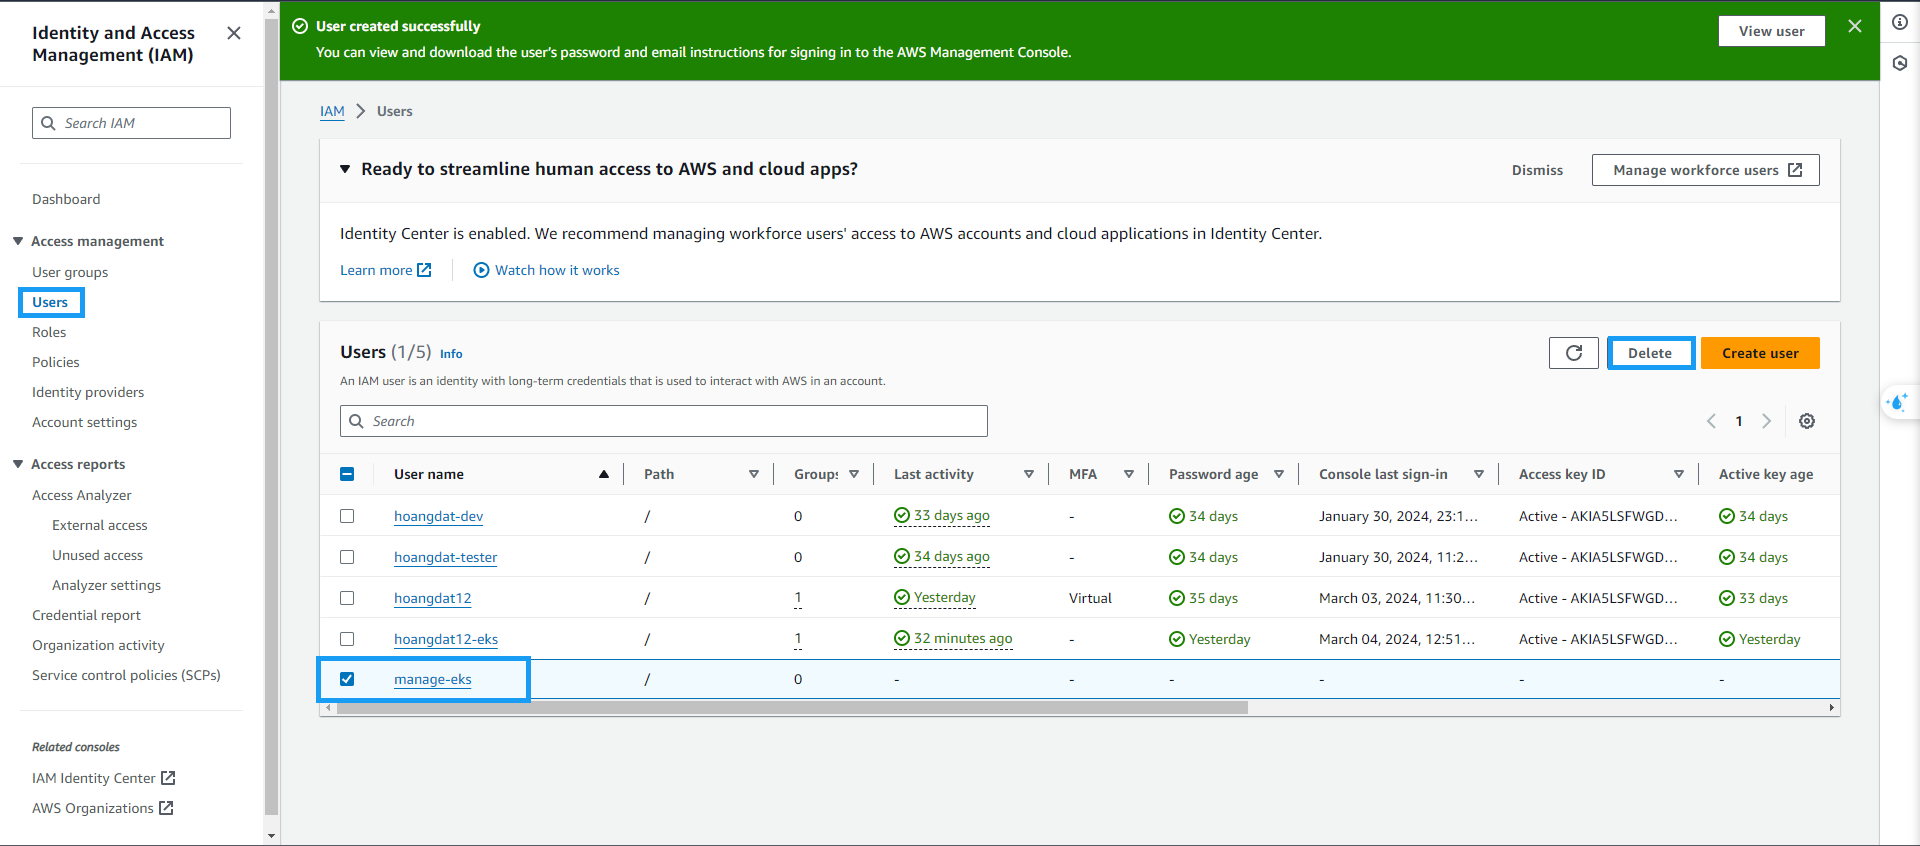 Identity and Access
Management (IAM)
Search IAM
Dashboard
Access management
User groups
Users
Roles
Policies
Identity providers
Account settings
Access reports
Access Analyzer
External access
Unused access
Analyzer settings
Credential report
Organization activity
Service control policies (SCPs)
Related consoles
IAM Identity Center
AWS Organizations
User created successfully
You can view and download the user's password and email instructions for signing in to the AWS Management Console.
View user
IAM > Users
Ready to streamline human access to AWS and cloud apps?
Dismiss
Manage workforce users
Identity Center is enabled. We recommend managing workforce users' access to AWS accounts and cloud applications in Identity Center.
Learn more
Watch how it works
Users (1/5) Info
Delete
Create user
An IAM user is an identity with long-term credentials that is used to interact with AWS in an account.
Search
1
User name Path Groups Last activity MFA Password age Console last sign-in Access key ID Active key age
hoangdat-dev / 0 33 days ago - 34 days January 30, 2024, 23:1... Active - AKIA5LSFWGD... 34 days
hoangdat-tester / 0 34 days ago - 34 days January 30, 2024, 11:2... Active - AKIA5LSFWGD... 34 days
hoangdat12 / 1 Yesterday Virtual 35 days March 03, 2024, 11:30... Active - AKIA5LSFWGD... 33 days
hoangdat12-eks / 1 32 minutes ago - Yesterday March 04, 2024, 12:51... Active - AKIA5LSFWGD... Yesterday
manage-eks / 0 - - - - - -